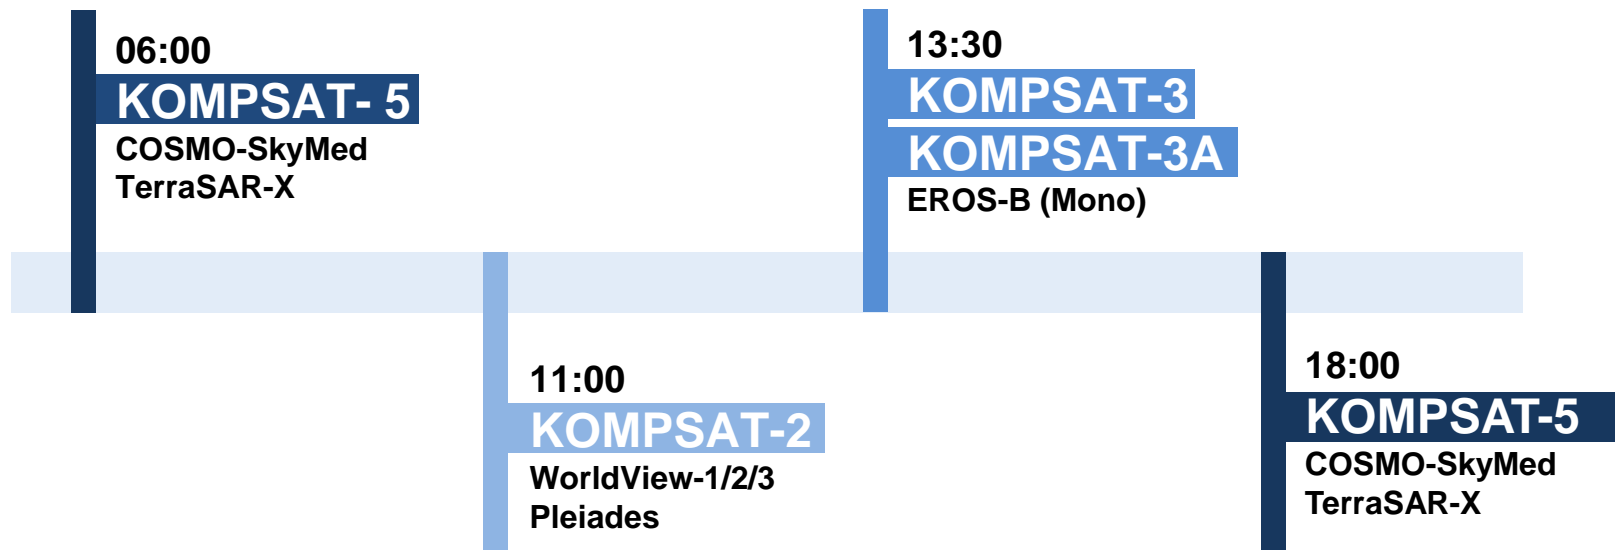 06:00
KOMPSAT- 5
COSMO-SkyMed
TerraSAR-X
11:00
KOMPSAT-2
WorldView-1/2/3
Pleiades
13:30
KOMPSAT-3
KOMPSAT-3A
EROS-B (Mono)
18:00
KOMPSAT-5
COSMO-SkyMed
TerraSAR-X